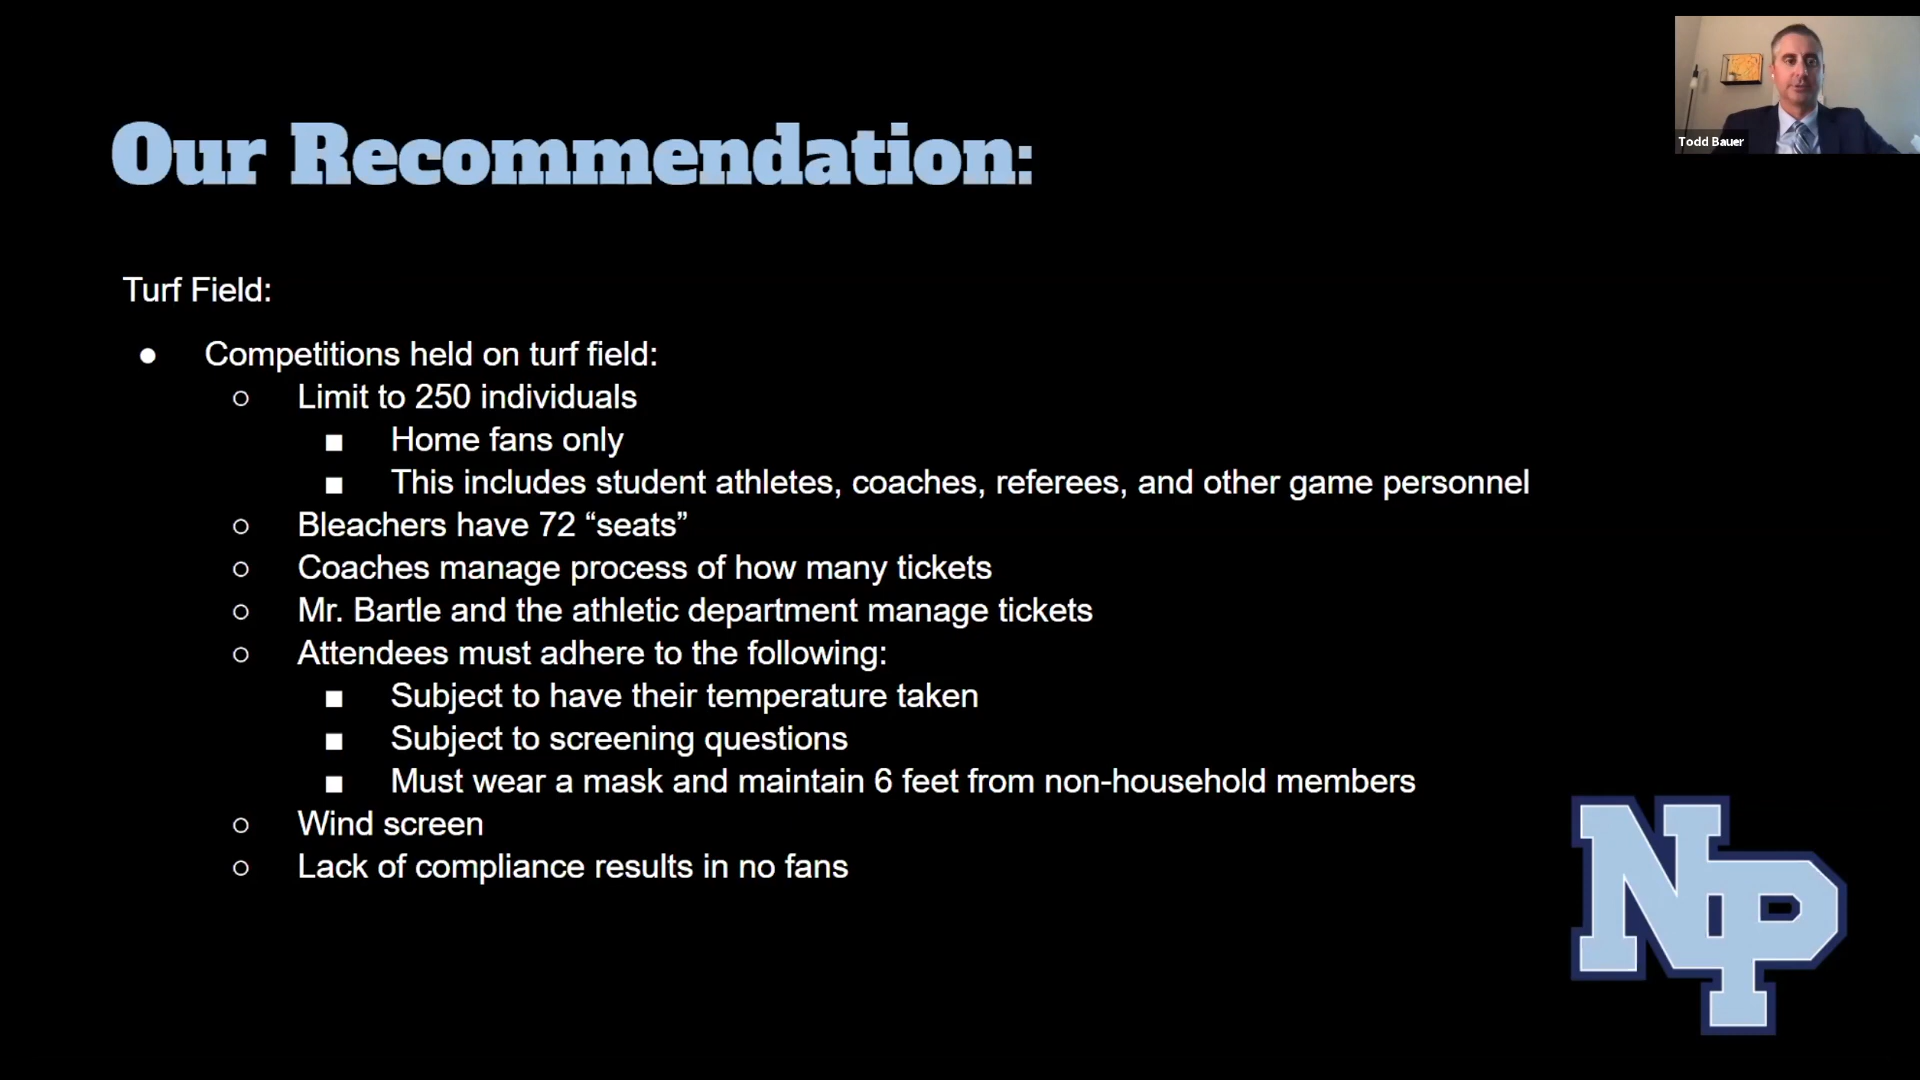 Todd Bauer
Our Recommendation:
Turf Field:
● Competitions held on turf field:
○ Limit to 250 individuals
■ Home fans only
■ This includes student athletes, coaches, referees, and other game personnel
○ Bleachers have 72 “seats”
○ Coaches manage process of how many tickets
○ Mr. Bartle and the athletic department manage tickets
○ Attendees must adhere to the following:
■ Subject to have their temperature taken
■ Subject to screening questions
■ Must wear a mask and maintain 6 feet from non-household members
○ Wind screen
○ Lack of compliance results in no fans
NP